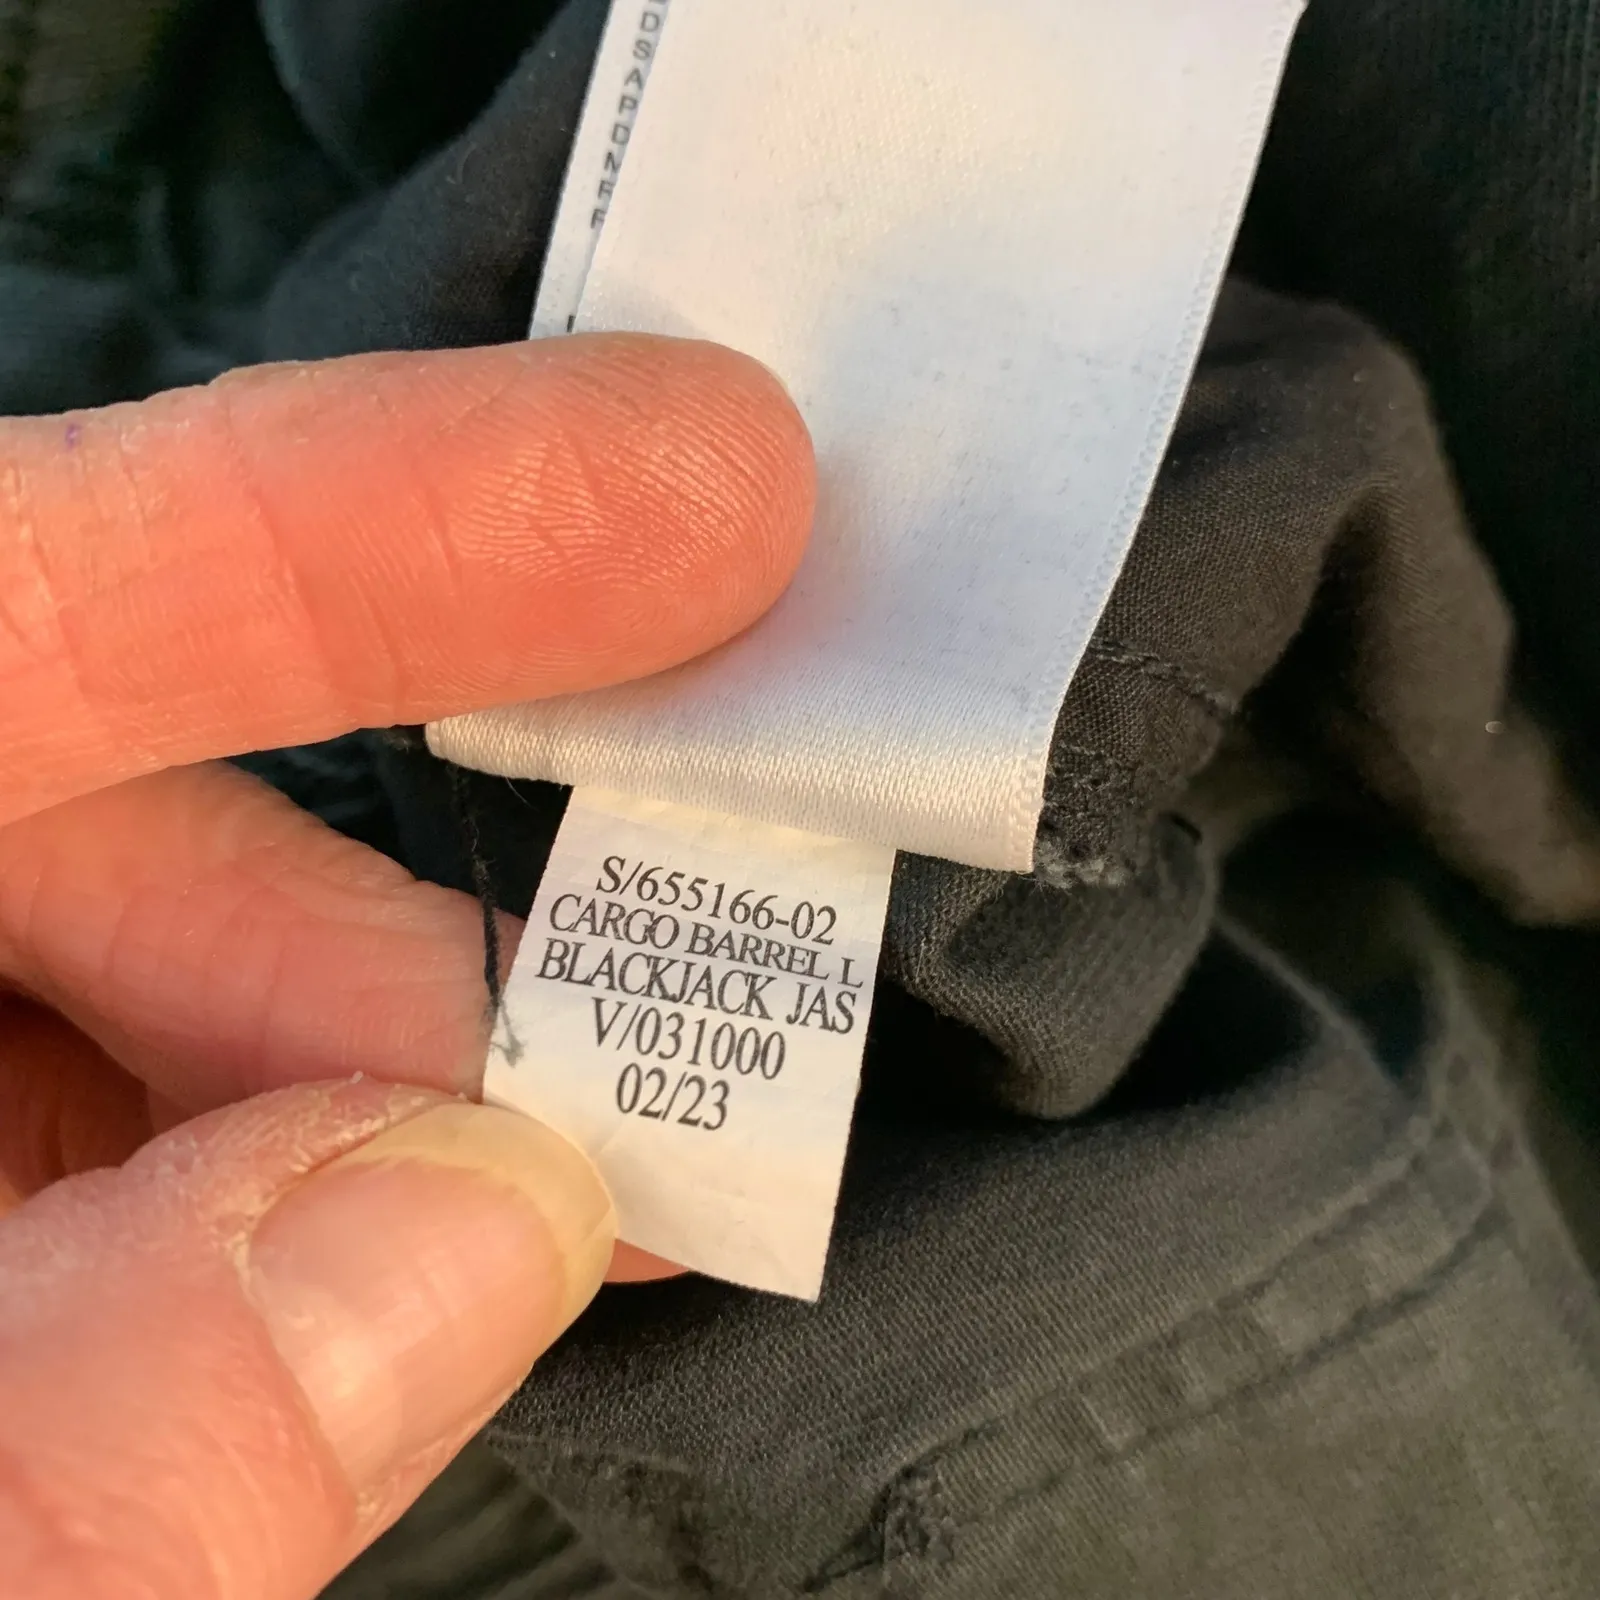 S/655166-02
CARGO BARREL L
BLACKJACK JAS
V/031000
02/23